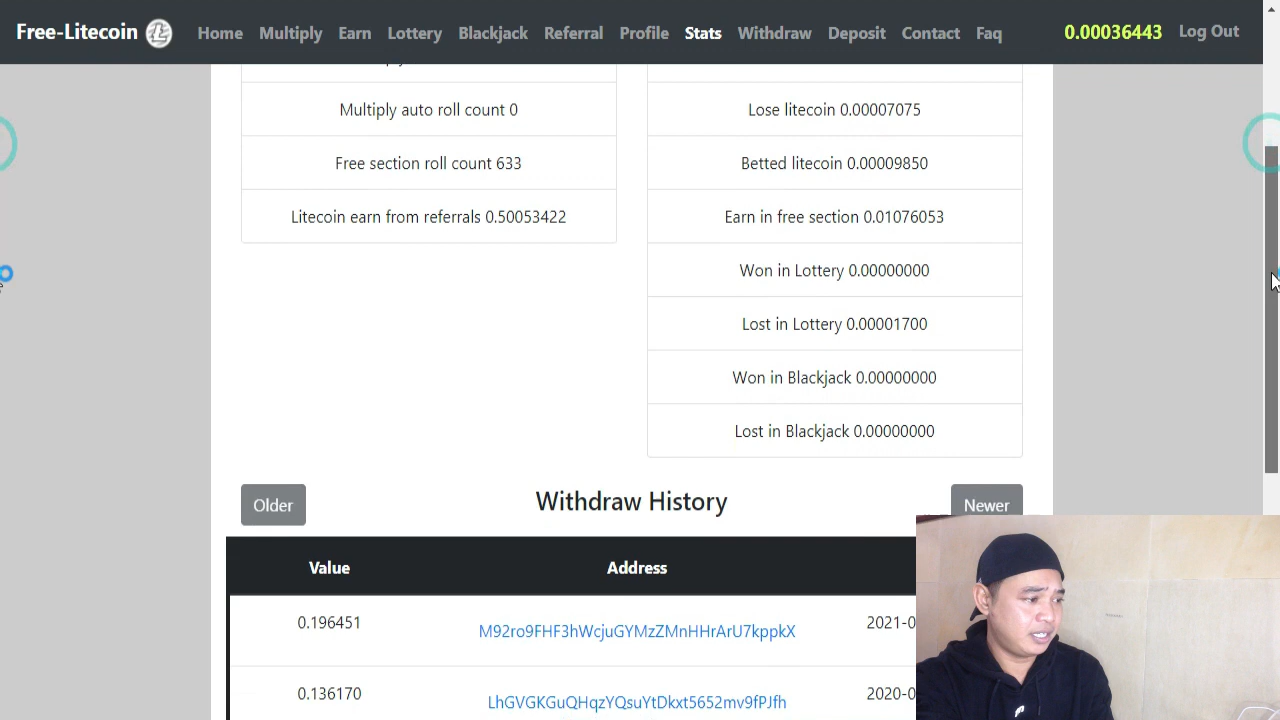 Free-Litecoin Home Multiply Earn Lottery Blackjack Referral Profile Stats Withdraw Deposit Contact Faq 0.00036443 Log Out
Multiply auto roll count 0
Free section roll count 633
Litecoin earn from referrals 0.50053422
Lose litecoin 0.00007075
Betted litecoin 0.00009850
Earn in free section 0.01076053
Won in Lottery 0.00000000
Lost in Lottery 0.00001700
Won in Blackjack 0.00000000
Lost in Blackjack 0.00000000
Older Withdraw History Newer
Value Address
0.196451 M92ro9FHF3hWcjuGYMzZMnHHrArU7kppkX 2021-0
0.136170 LhGVGKGuQHqzYQsuYtDkxt5652mv9fPJfh 2020-0